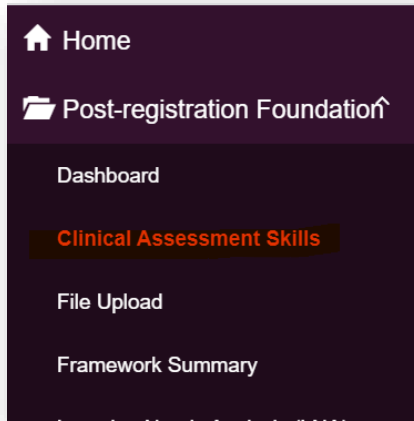 Home
Post-registration Foundation
Dashboard
Clinical Assessment Skills
File Upload
Framework Summary